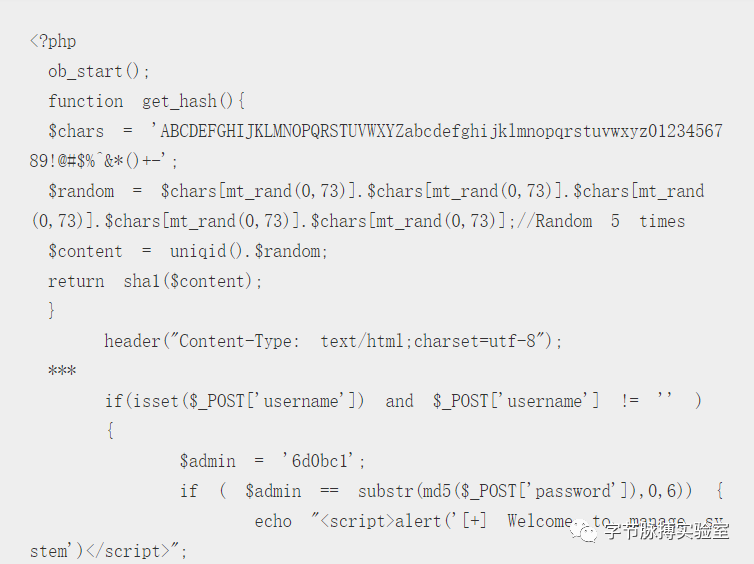 <?php
ob_start();
function get_hash(){
$chars = 'ABCDEFGHIJKLMNOPQRSTUVWXYZabcdefghijklmnopqrstuvwxyz01234567
89!@#$%^&*()+-';
$random = $chars[mt_rand(0,73)].$chars[mt_rand(0,73)].$chars[mt_rand
(0,73)].$chars[mt_rand(0,73)].$chars[mt_rand(0,73)];//Random 5 times
$content = uniqid().$random;
return sha1($content);
}
header("Content-Type: text/html;charset=utf-8");
***
if(isset($_POST['username']) and $_POST['username'] != '' )
{
$admin = '6d0bc1';
if ( $admin == substr(md5($_POST['password']),0,6)) {
echo "<script>alert('[+] Welcome to manage sy
stem')</script>";
字节脉搏实验室